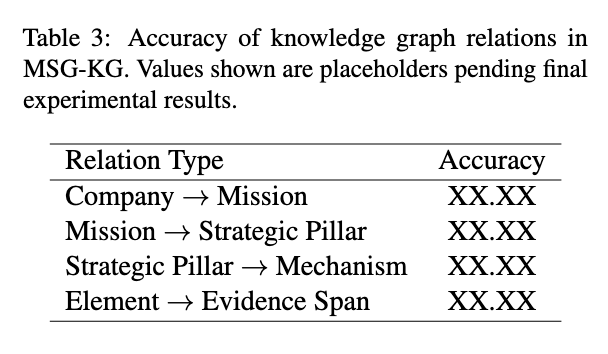 Table 3: Accuracy of knowledge graph relations in
MSG-KG. Values shown are placeholders pending final
experimental results.
Relation Type Accuracy
Company → Mission XX.XX
Mission → Strategic Pillar XX.XX
Strategic Pillar → Mechanism XX.XX
Element → Evidence Span XX.XX